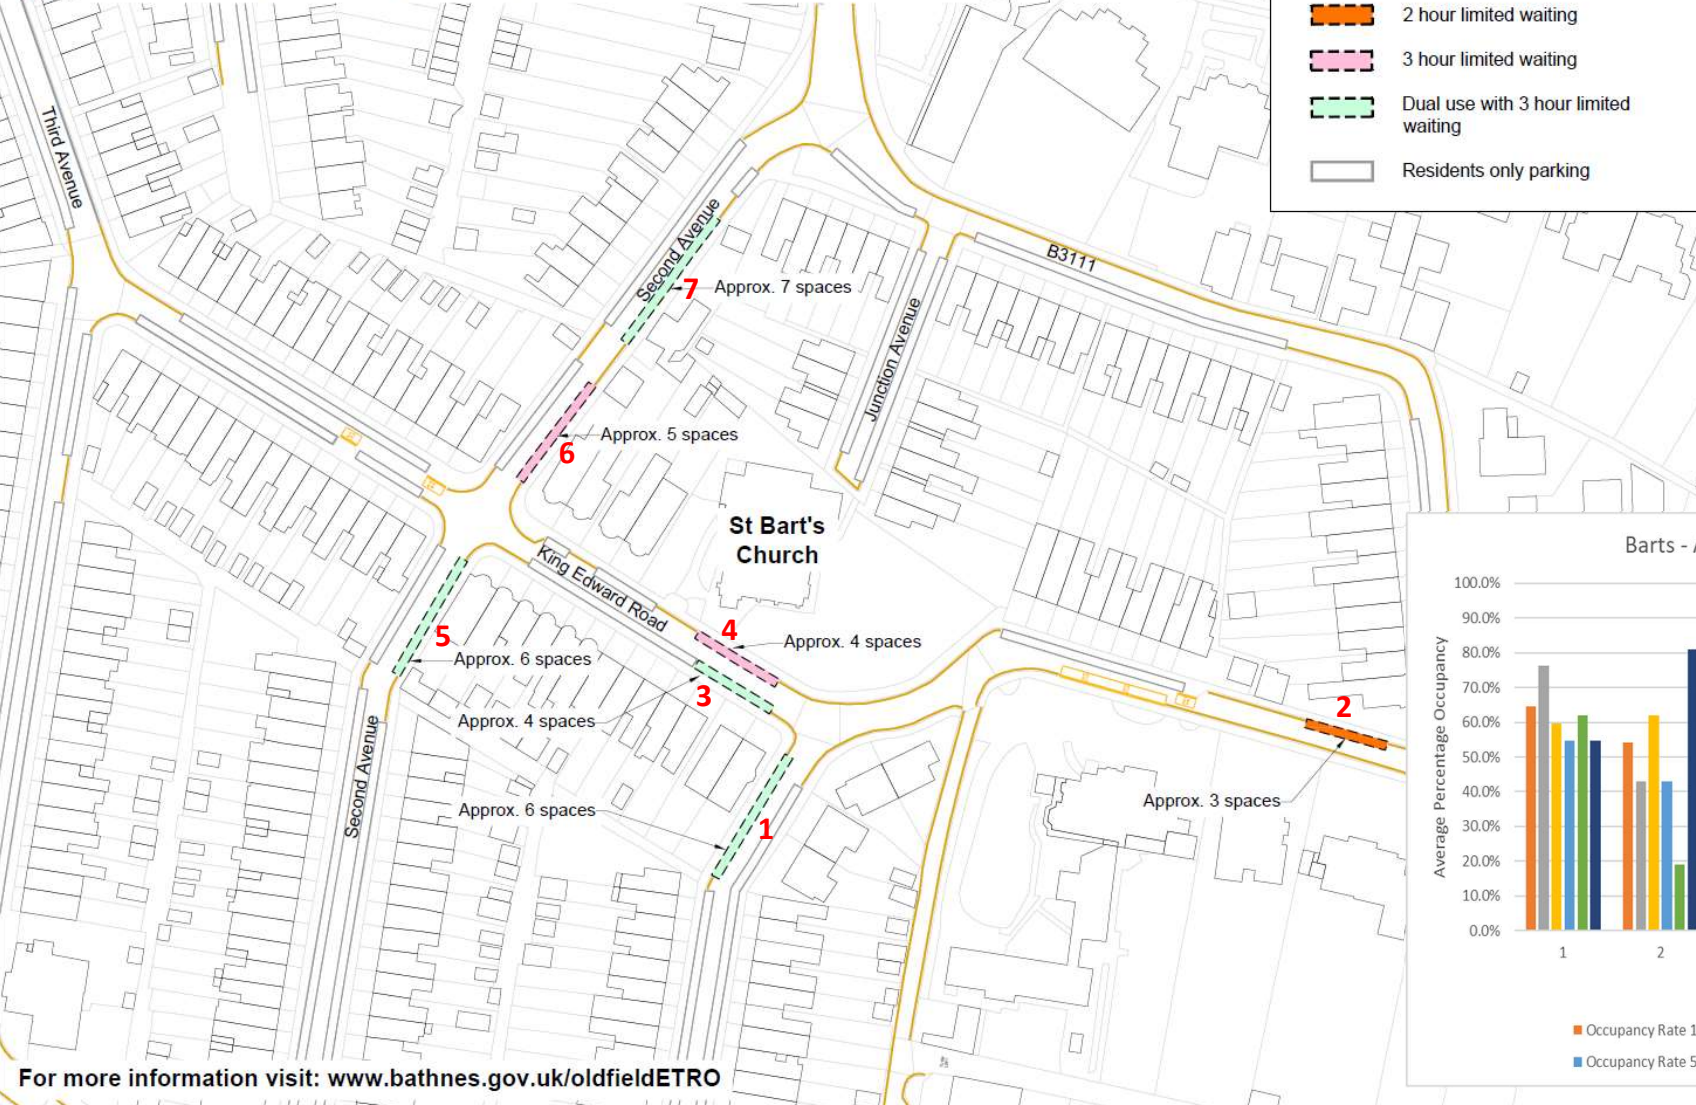 2 hour limited waiting
3 hour limited waiting
Dual use with 3 hour limited
waiting
Residents only parking
Third Avenue
Second Avenue
B3111
7
Approx. 7 spaces
Junction Avenue
6
Approx. 5 spaces
St Bart's
Church
King Edward Road
5
Approx. 6 spaces
4
Approx. 4 spaces
3
Approx. 4 spaces
2
Approx. 3 spaces
Second Avenue
Approx. 6 spaces
1
Barts -
Average Percentage Occupancy
100.0%
90.0%
80.0%
70.0%
60.0%
50.0%
40.0%
30.0%
20.0%
10.0%
0.0%
1
2
Occupancy Rate 1
Occupancy Rate 5
For more information visit: www.bathnes.gov.uk/oldfieldETRO